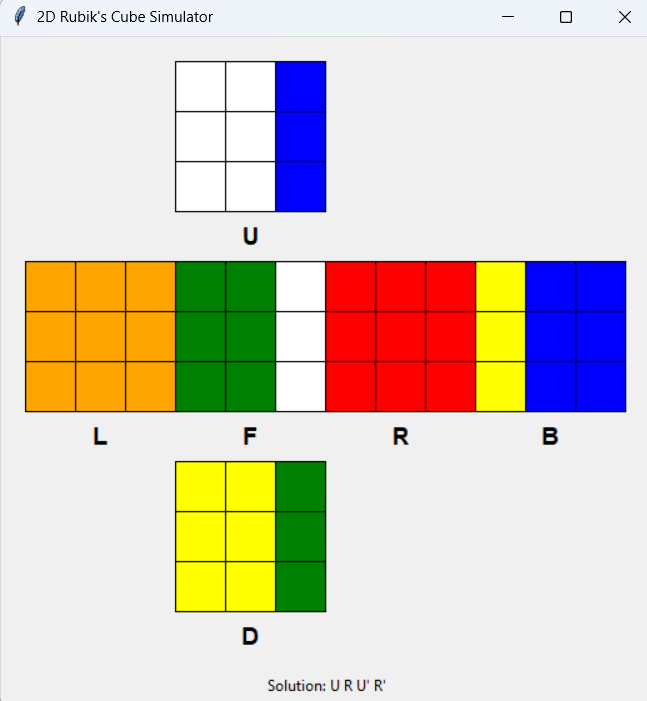 2D Rubik's Cube Simulator
U
L F R B
D
Solution: U R U' R'